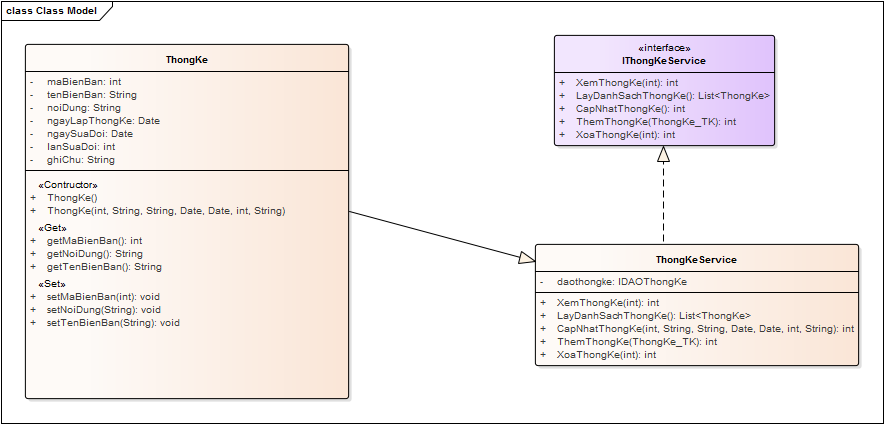 class Class Model
ThongKe
- maBienBan: int
- tenBienBan: String
- noiDung: String
- ngayLapThongKe: Date
- ngaySuaDoi: Date
- lanSuaDoi: int
- ghiChu: String
«Contructor»
+ ThongKe()
+ ThongKe(int, String, String, Date, Date, int, String)
«Get»
+ getMaBienBan(): int
+ getNoiDung(): String
+ getTenBienBan(): String
«Set»
+ setMaBienBan(int): void
+ setNoiDung(String): void
+ setTenBienBan(String): void
«interface»
IThongKeService
+ XemThongKe(int): int
+ LayDanhSachThongKe(): List<ThongKe>
+ CapNhatThongKe(): int
+ ThemThongKe(ThongKe_TK): int
+ XoaThongKe(int): int
ThongKeService
- daothongke: IDAOThongKe
+ XemThongKe(int): int
+ LayDanhSachThongKe(): List<ThongKe>
+ CapNhatThongKe(int, String, String, Date, Date, int, String): int
+ ThemThongKe(ThongKe_TK): int
+ XoaThongKe(int): int